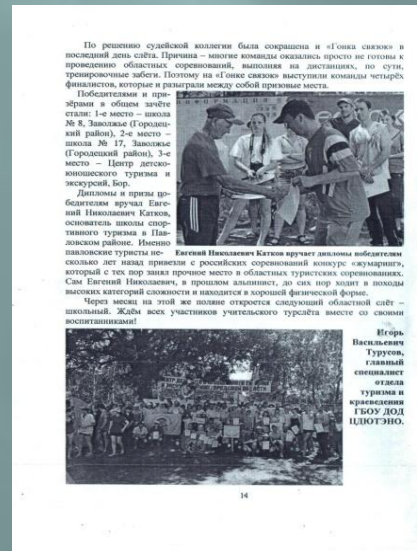 По решению судейской коллегии была сокращена и «Гонка связок» в
последний день слёта. Причина – многие команды оказались просто не готовы к
проведению областных соревнований, выполняя на дистанциях, по сути,
тренировочные забеги. Поэтому на «Гонке связок» выступили команды четырёх
финалистов, которые и разыграли между собой призовые места.
Победителями и при-
зёрами в общем зачёте
стали: 1-е место – школа
№ 8, Заволжье (Городец-
кий район), 2-е место –
школа № 17, Заволжье
(Городецкий район), 3-е
место – Центр детско-
юношеского туризма и
экскурсий, Бор.
Дипломы и призы по-
бедителям вручал Евге-
ний Николаевич Катков,
основатель школы спор-
тивного туризма в Пав-
ловском районе. Именно
павловские туристы не-
Евгений Николаевич Катков вручает дипломы победителям
сколько лет назад привезли с российских соревнований конкурс «жумаринг»,
который с тех пор занял прочное место в областных туристских соревнованиях.
Сам Евгений Николаевич, в прошлом альпинист, до сих пор ходит в походы
высоких категорий сложности и находится в хорошей физической форме.
Через месяц на этой же поляне откроется следующий областной слёт –
школьный. Ждём всех участников учительского турслёта вместе со своими
воспитанниками!
Игорь
Васильевич
Турусов,
главный
специалист
отдела
туризма и
краеведения
ГБОУ ДОД
ЦДЮТЭНО.
14